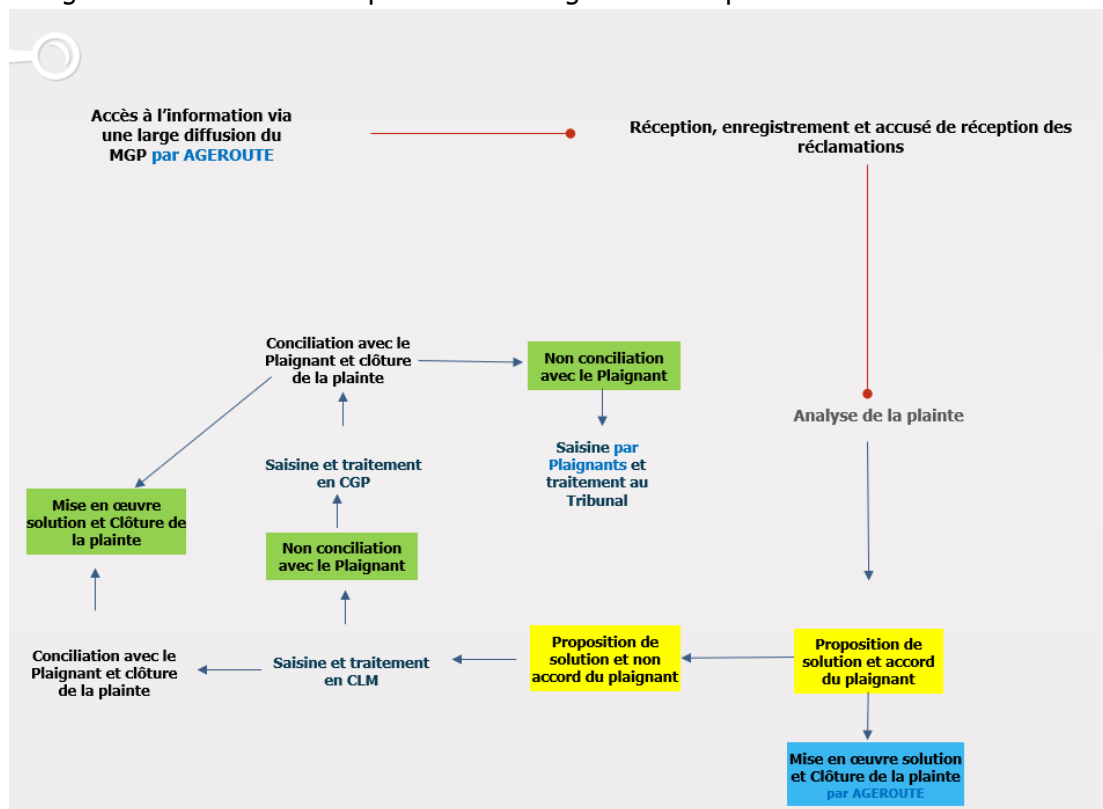 Accès à l'information via
une large diffusion du
MGP par AGEROUTE
Réception, enregistrement et accusé de réception des
réclamations
Conciliation avec le
Plaignant et clôture
de la plainte
Non conciliation
avec le Plaignant
Analyse de la plainte
Saisine par
Plaignants et
traitement au
Tribunal
Saisine et traitement
en CGP
Mise en œuvre
solution et Clôture de
la plainte
Non conciliation
avec le Plaignant
Conciliation avec le
Plaignant et clôture
de la plainte
Saisine et traitement
en CLM
Proposition de
solution et non
accord du plaignant
Proposition de
solution et accord
du plaignant
Mise en œuvre solution
et Clôture de la plainte
par AGEROUTE